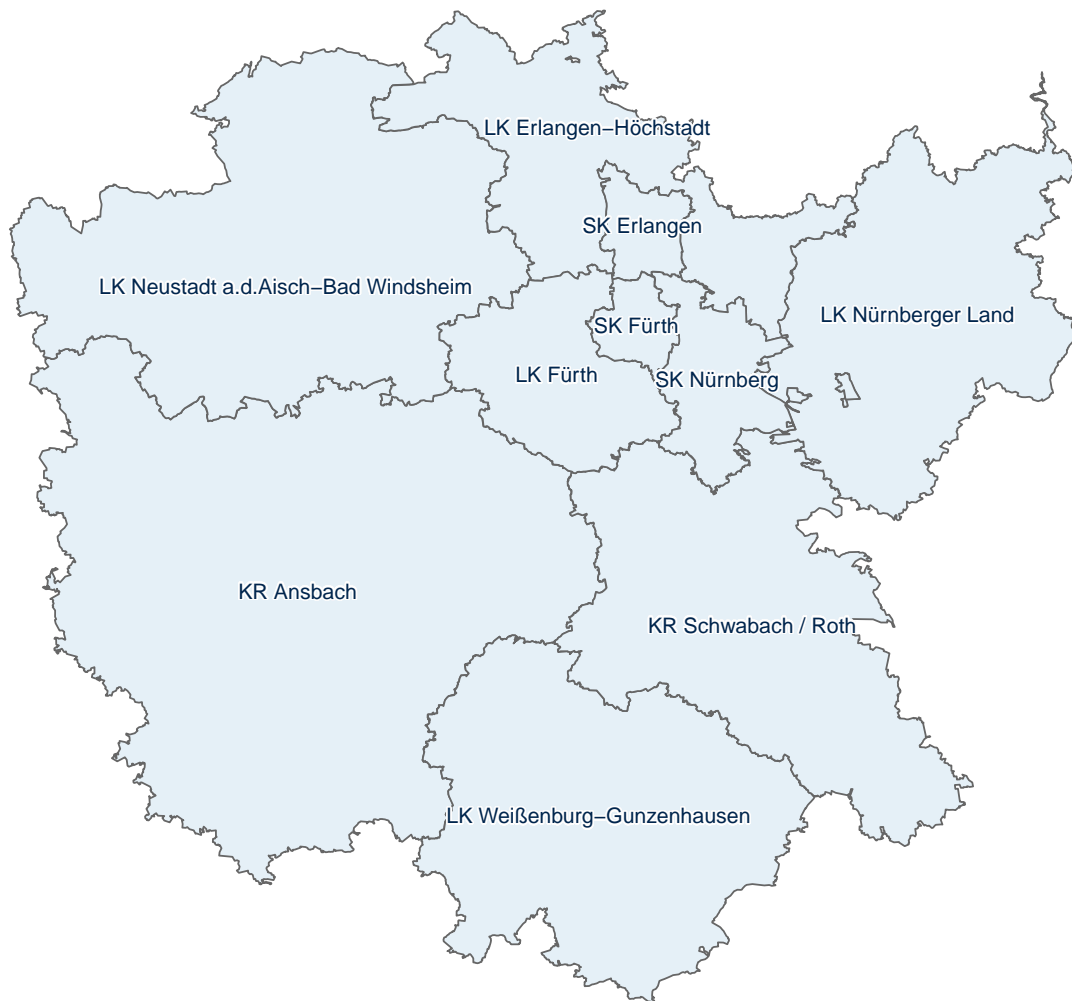 LK Erlangen−Höchstadt
SK Erlangen
LK Neustadt a.d.Aisch−Bad Windsheim
LK Nürnberger Land
SK Fürth
LK Fürth
SK Nürnberg
KR Ansbach
KR Schwabach / Roth
LK Weißenburg−Gunzenhausen